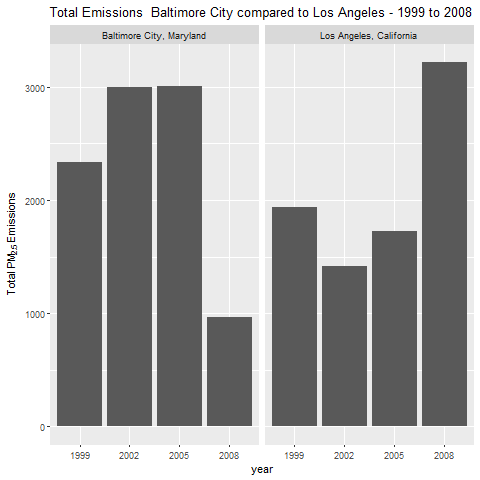 Total Emissions  Baltimore City compared to Los Angeles - 1999 to 2008
Baltimore City, Maryland
Los Angeles, California
Total PM2.5 Emissions
3000
2000
1000
0
1999 2002 2005 2008
1999 2002 2005 2008
year